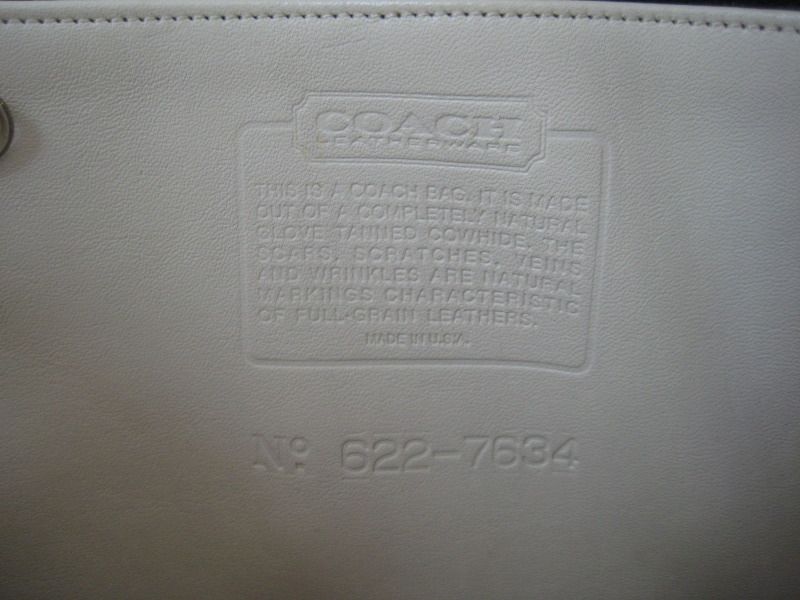 COACH
LEATHERWARE
THIS IS A COACH BAG. IT IS MADE
OUT OF A COMPLETELY NATURAL
GLOVE TANNED COWHIDE. THE
SCARS, SCRATCHES, VEINS
AND WRINKLES ARE NATURAL
MARKINGS CHARACTERISTIC
OF FULL-GRAIN LEATHERS.
MADE IN U.S.A.
Nº 622-7634